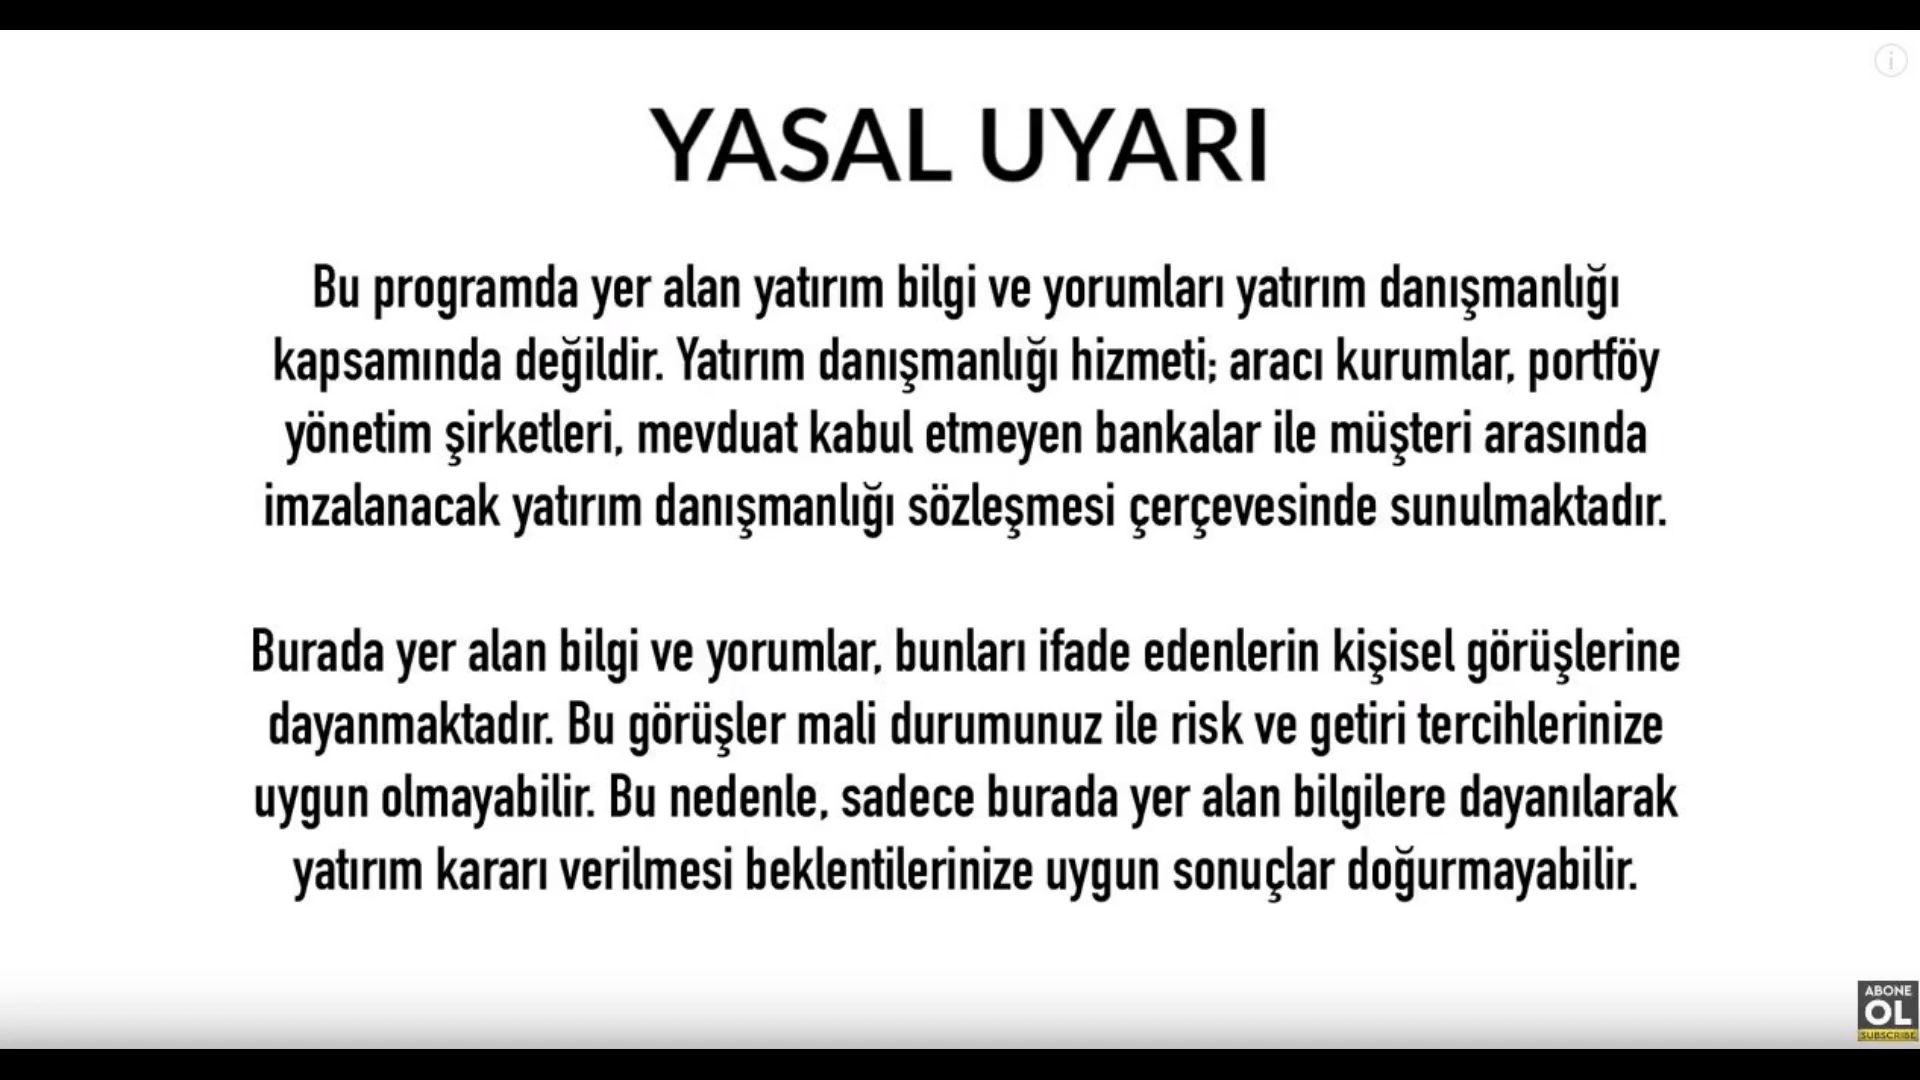 YASAL UYARI
Bu programda yer alan yatırım bilgi ve yorumları yatırım danışmanlığı
kapsamında değildir. Yatırım danışmanlığı hizmeti; aracı kurumlar, portföy
yönetim şirketleri, mevduat kabul etmeyen bankalar ile müşteri arasında
imzalanacak yatırım danışmanlığı sözleşmesi çerçevesinde sunulmaktadır.
Burada yer alan bilgi ve yorumlar, bunları ifade edenlerin kişisel görüşlerine
dayanmaktadır. Bu görüşler mali durumunuz ile risk ve getiri tercihlerinize
uygun olmayabilir. Bu nedenle, sadece burada yer alan bilgilere dayanılarak
yatırım kararı verilmesi beklentilerinize uygun sonuçlar doğurmayabilir.
ABONE
OL
SUBSCRIBE